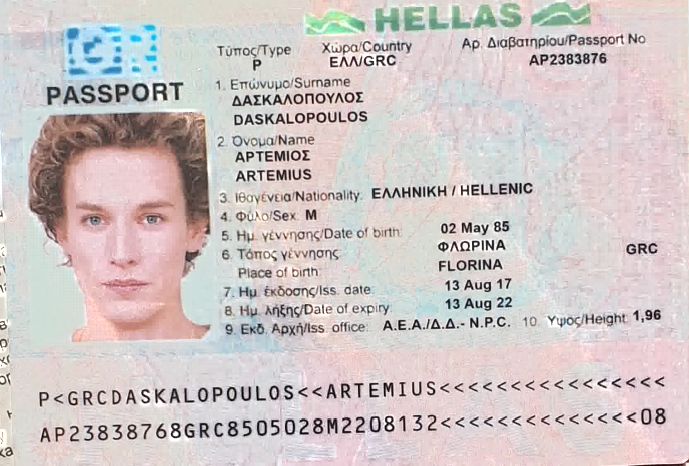 HELLAS
GR
PASSPORT
Τύπος/Type Χώρα/Country Αρ. Διαβατηρίου/Passport No
P ΕΛΛ/GRC AP2383876
1. Επώνυμο/Surname
ΔΑΣΚΑΛΟΠΟΥΛΟΣ
DASKALOPOULOS
2. Όνομα/Name
ΑΡΤΕΜΙΟΣ
ARTEMIUS
3. Ιθαγένεια/Nationality. ΕΛΛΗΝΙΚΗ / HELLENIC
4. Φύλο/Sex. M
5. Ημ. γέννησης/Date of birth. 02 May 85
6. Τόπος γέννησης ΦΛΩΡΙΝΑ GRC
Place of birth. FLORINA
7. Ημ. έκδοσης/Iss. date. 13 Aug 17
8. Ημ. λήξης/Date of expiry. 13 Aug 22
9. Εκδ. Αρχή/Iss. office: Α.Ε.Α./Δ.Δ.- N.P.C. 10. Υψος/Height. 1,96
P<GRCDASKALOPOULOS<<ARTEMIUS<<<<<<<<<<<<<<<<
AP23838768GRC8505028M2208132<<<<<<<<<<<<<<08